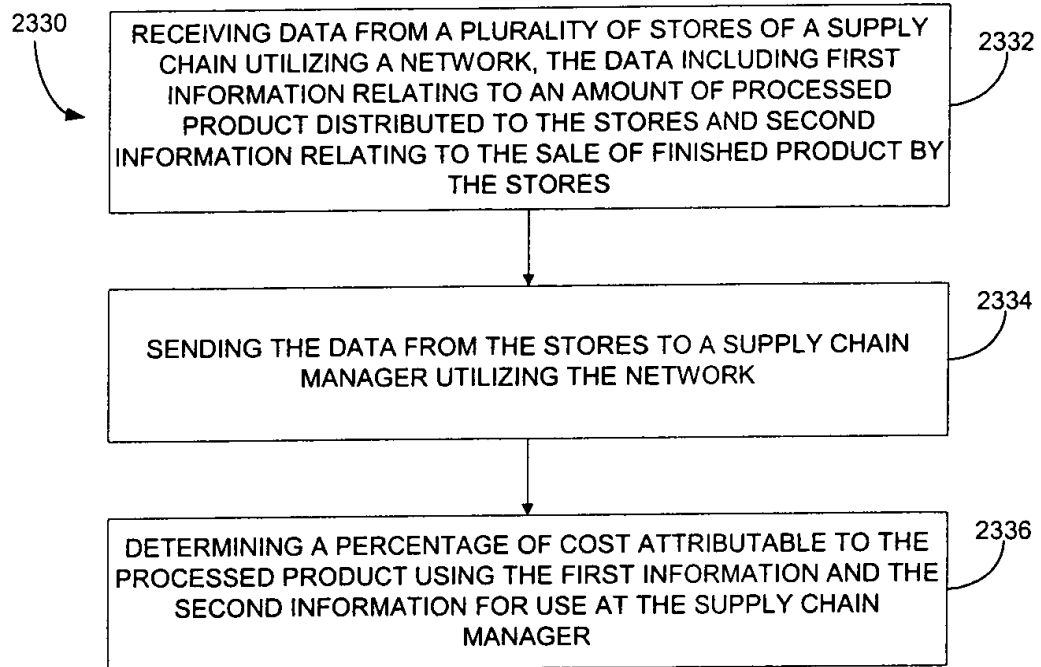 2330
RECEIVING DATA FROM A PLURALITY OF STORES OF A SUPPLY
CHAIN UTILIZING A NETWORK, THE DATA INCLUDING FIRST
INFORMATION RELATING TO AN AMOUNT OF PROCESSED
PRODUCT DISTRIBUTED TO THE STORES AND SECOND
INFORMATION RELATING TO THE SALE OF FINISHED PRODUCT BY
THE STORES
2332
SENDING THE DATA FROM THE STORES TO A SUPPLY CHAIN
MANAGER UTILIZING THE NETWORK
2334
DETERMINING A PERCENTAGE OF COST ATTRIBUTABLE TO THE
PROCESSED PRODUCT USING THE FIRST INFORMATION AND THE
SECOND INFORMATION FOR USE AT THE SUPPLY CHAIN
MANAGER
2336